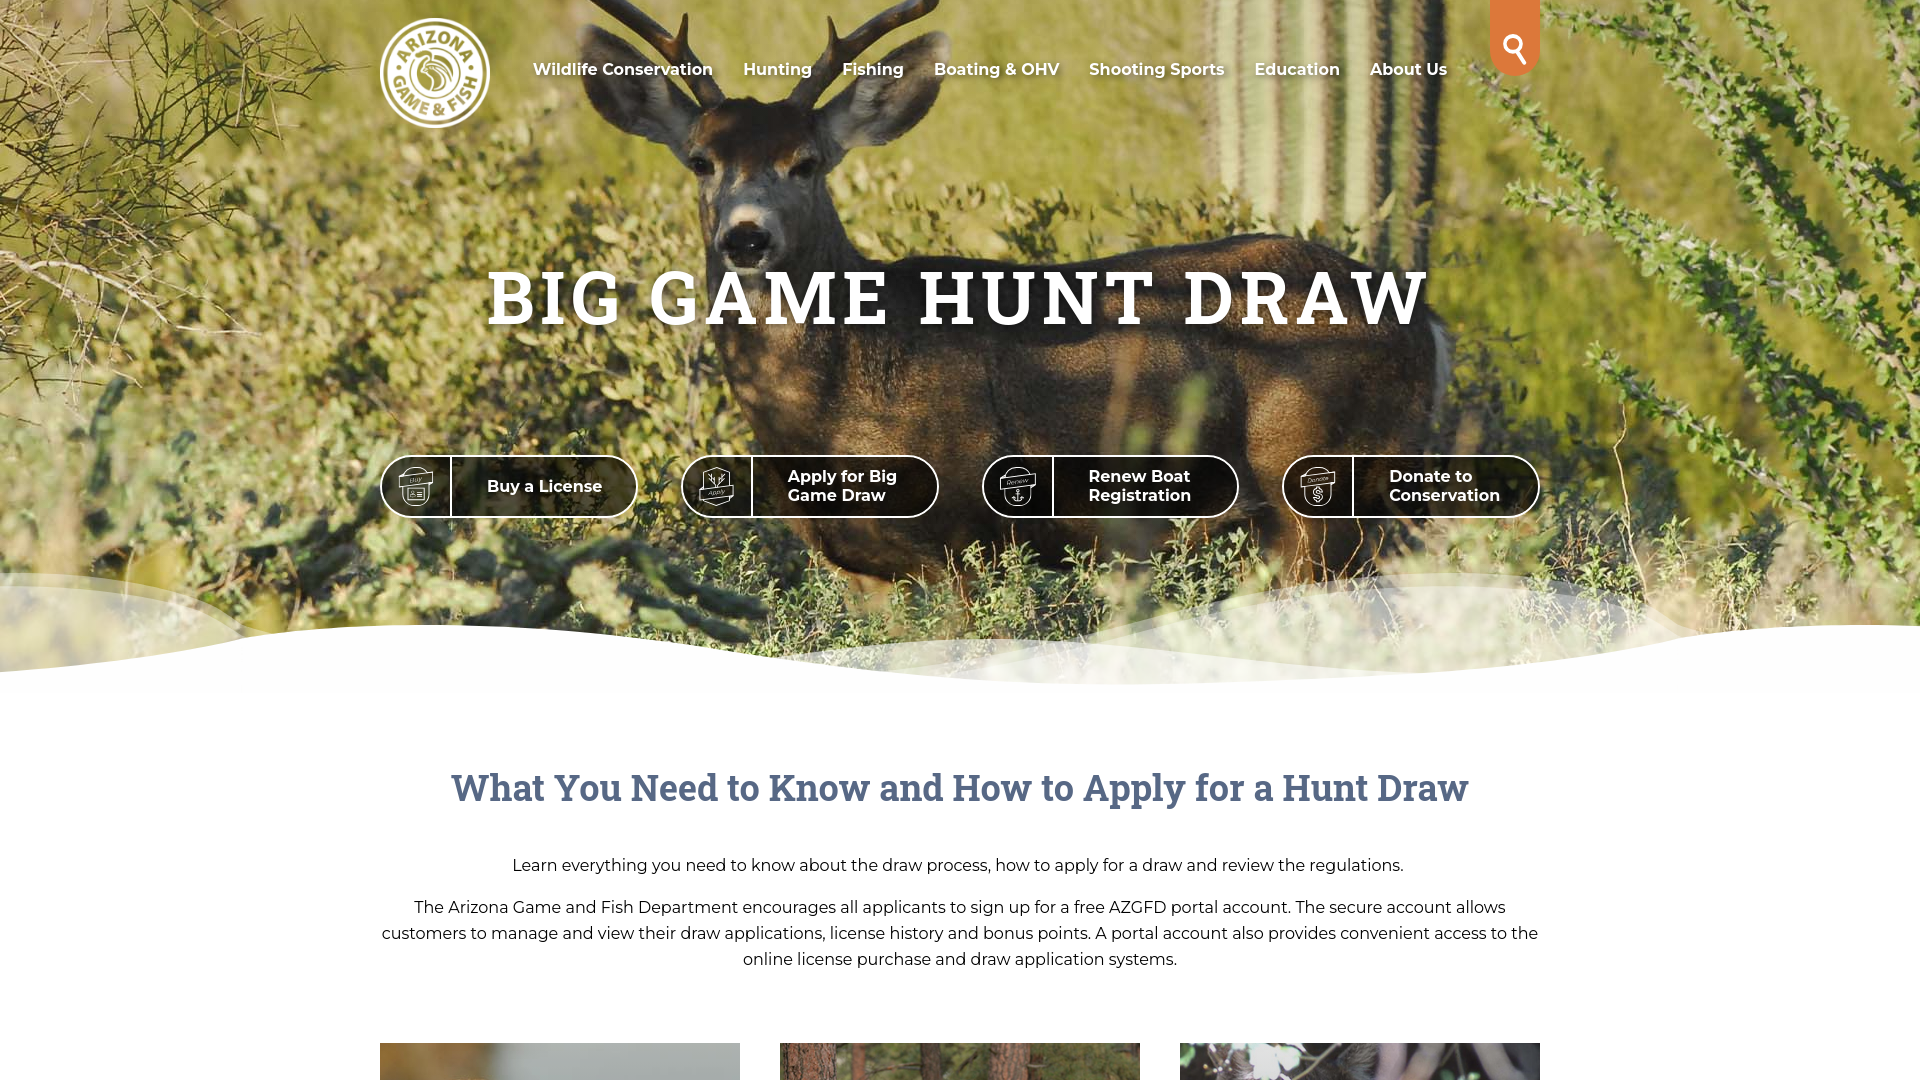 ARIZONA
GAME & FISH
Wildlife Conservation
Hunting
Fishing
Boating & OHV
Shooting Sports
Education
About Us
BIG GAME HUNT DRAW
Buy
Buy a License
Apply
Apply for Big
Game Draw
Renew
Renew Boat
Registration
Donate
Donate to
Conservation
What You Need to Know and How to Apply for a Hunt Draw
Learn everything you need to know about the draw process, how to apply for a draw and review the regulations.
The Arizona Game and Fish Department encourages all applicants to sign up for a free AZGFD portal account. The secure account allows
customers to manage and view their draw applications, license history and bonus points. A portal account also provides convenient access to the
online license purchase and draw application systems.